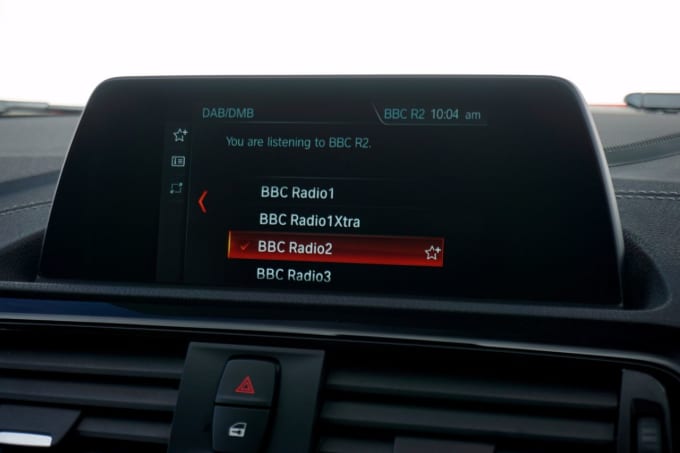 DAB/DMB
BBC R2 10:04 am
You are listening to BBC R2.
BBC Radio1
BBC Radio1Xtra
BBC Radio2
BBC Radio3